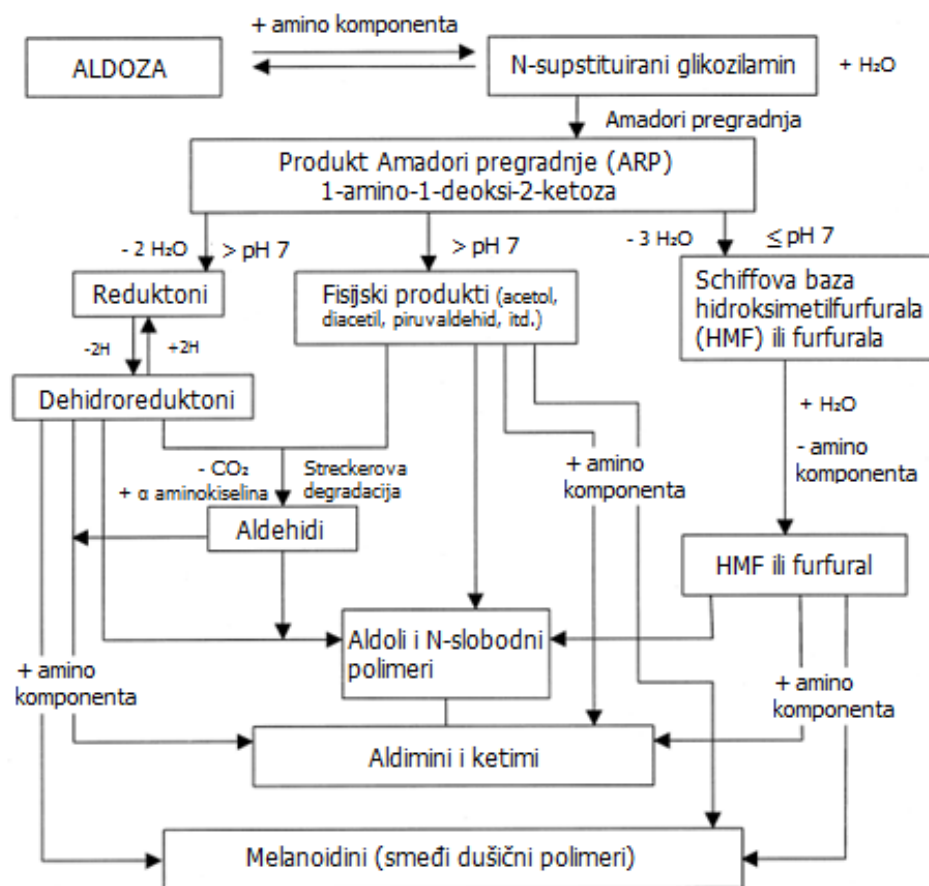 + amino komponenta
ALDOZA
N-supstituirani glikozilamin
+ H₂O
Amadori pregradnja
Produkt Amadori pregradnje (ARP)
1-amino-1-deoksi-2-ketoza
- 2 H₂O
> pH 7
> pH 7
- 3 H₂O
≤ pH 7
Reduktoni
Fisijski produkti (acetol,
diacetil, piruvaldehid, itd.)
Schiffova baza
hidroksimetilfurfurala
(HMF) ili furfurala
-2H
+2H
Dehidroreduktoni
+ H₂O
- amino
komponenta
- CO₂
+ α aminokiselina
Streckerova
degradacija
+ amino
komponenta
Aldehidi
HMF ili furfural
Aldoli i N-slobodni
polimeri
+ amino
komponenta
+ amino
komponenta
Aldimini i ketimi
Melanoidini (smeđi dušični polimeri)